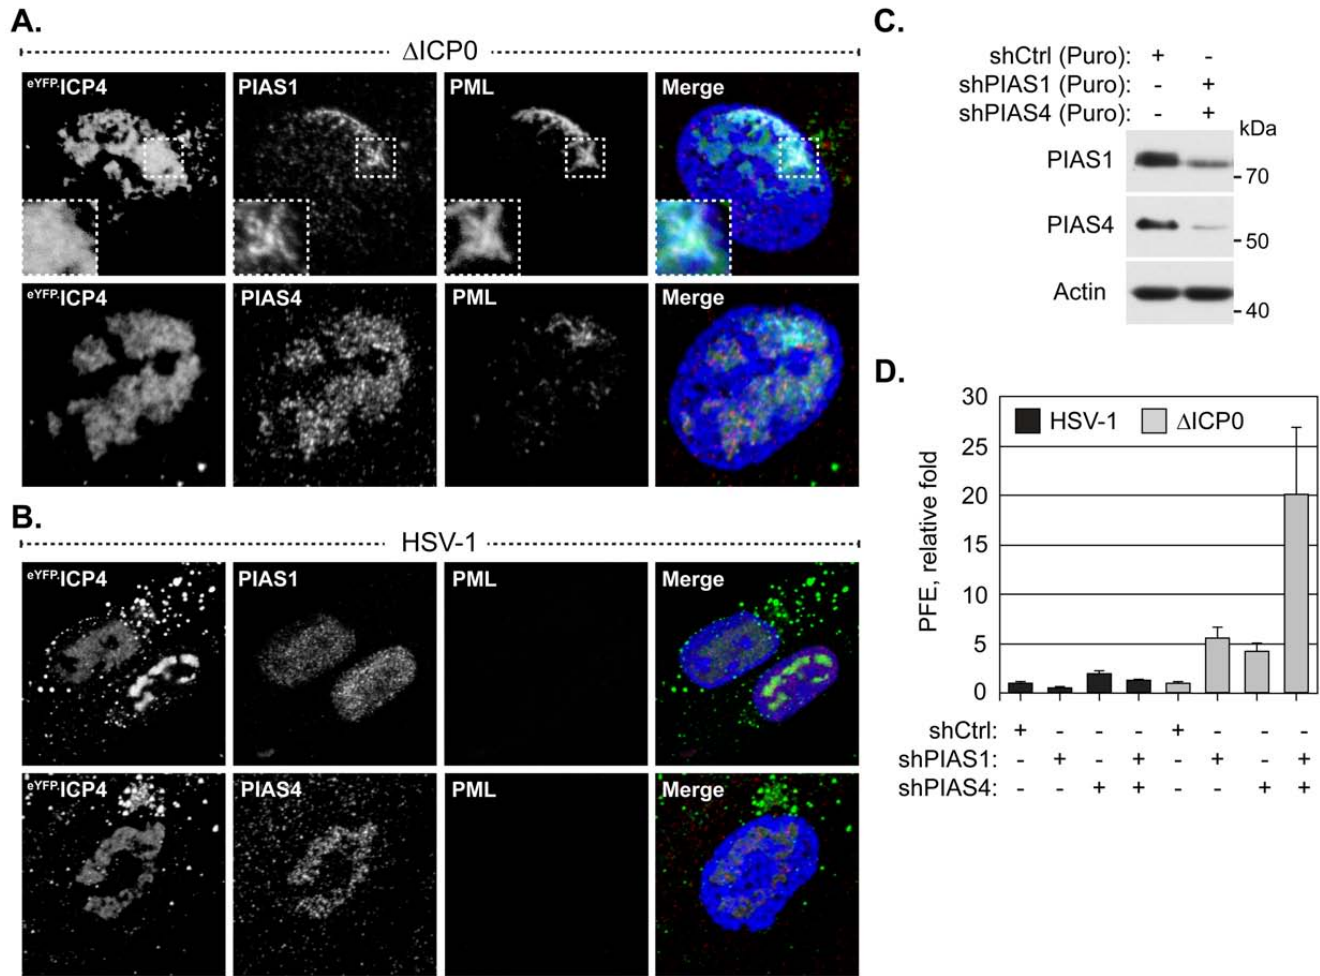 A.
ΔICP0
eYFP-ICP4 PIAS1 PML Merge
eYFP-ICP4 PIAS4 PML Merge
B.
HSV-1
eYFP-ICP4 PIAS1 PML Merge
eYFP-ICP4 PIAS4 PML Merge
C.
shCtrl (Puro): + -
shPIAS1 (Puro): - +
shPIAS4 (Puro): - +
kDa
PIAS1
- 70
PIAS4
- 50
Actin
- 40
D.
HSV-1 ΔICP0
PFE, relative fold
30
25
20
15
10
5
0
shCtrl: + - - - + - - -
shPIAS1: - + - + - + - +
shPIAS4: - - + + - - + +